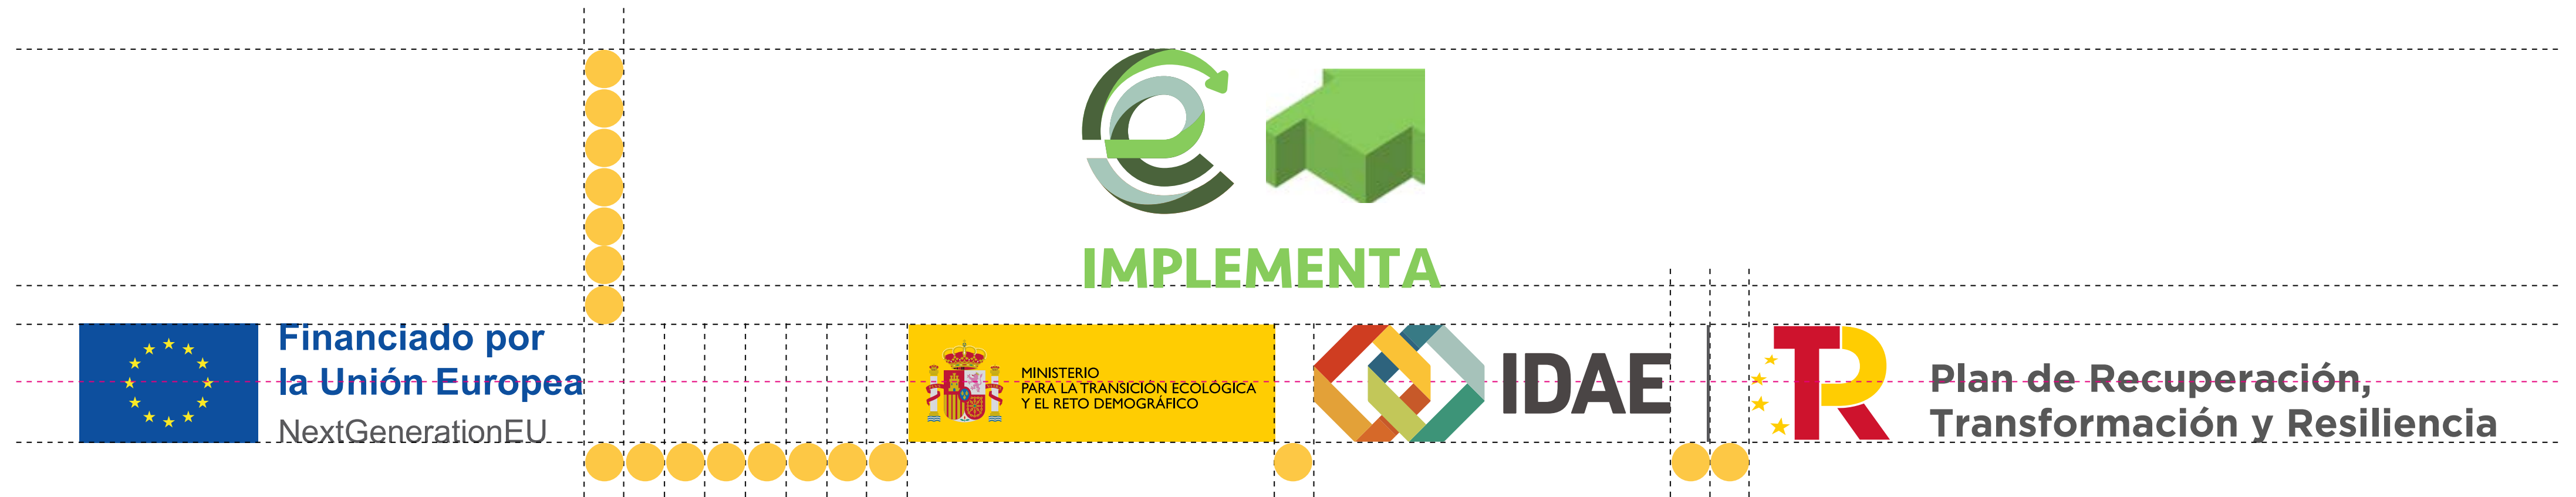 IMPLEMENTA
Financiado por
la Unión Europea
NextGenerationEU
MINISTERIO
PARA LA TRANSICIÓN ECOLÓGICA
Y EL RETO DEMOGRÁFICO
IDAE
TR
Plan de Recuperación,
Transformación y Resiliencia